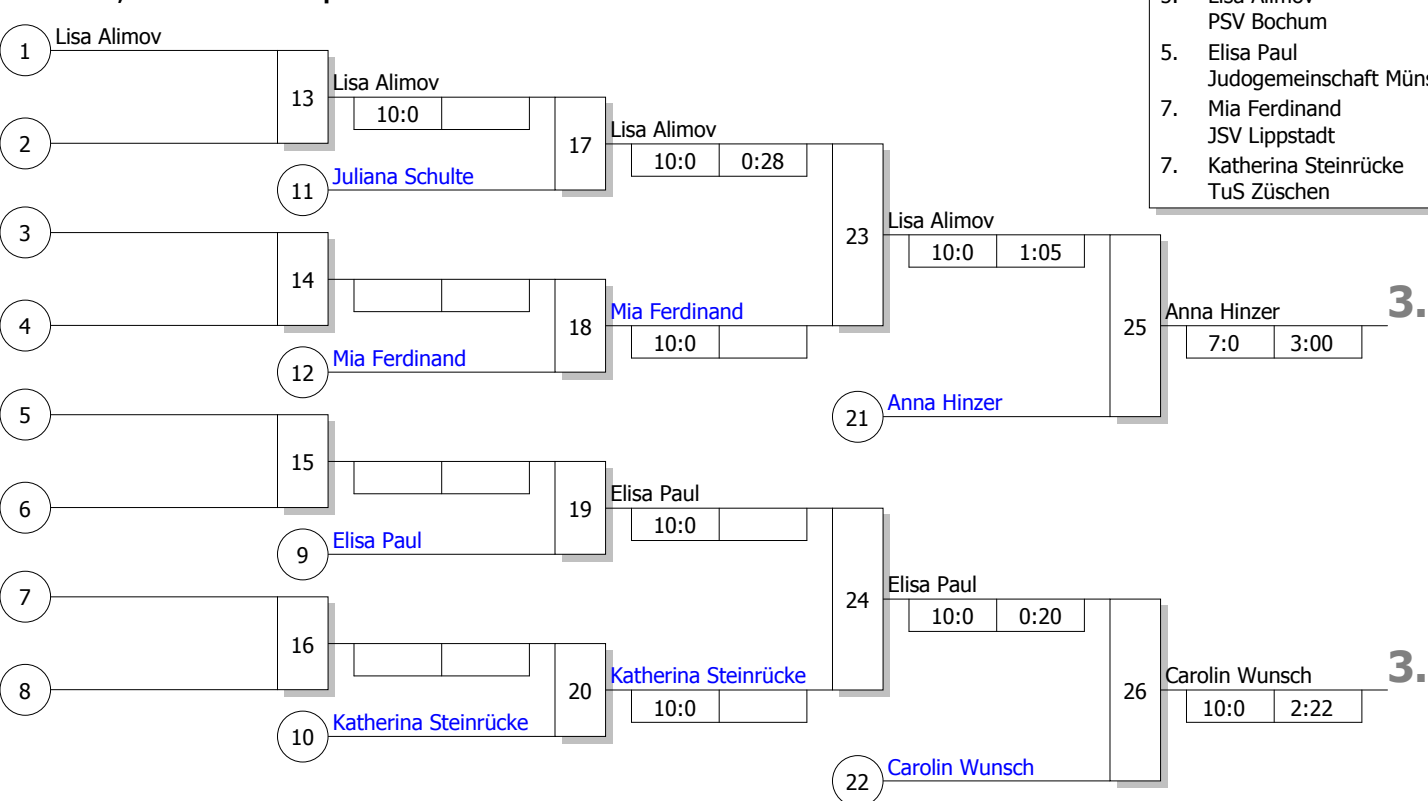 PSV Bochum
5. Elisa Paul
7. Mia Ferdinand
JSV Lippstadt
7. Katherina Steinrücke
TuS Züschen
1 Lisa Alimov
13 Lisa Alimov
10:0
2
17 Lisa Alimov
10:0 0:28
11 Juliana Schulte
3
23 Lisa Alimov
10:0 1:05
14
4
18 Mia Ferdinand
10:0
12 Mia Ferdinand
25 Anna Hinzer 3.
7:0 3:00
21 Anna Hinzer
5
15
6
19 Elisa Paul
10:0
9 Elisa Paul
7
24 Elisa Paul
10:0 0:20
16
8
20 Katherina Steinrücke
10:0
10 Katherina Steinrücke
26 Carolin Wunsch 3.
10:0 2:22
22 Carolin Wunsch